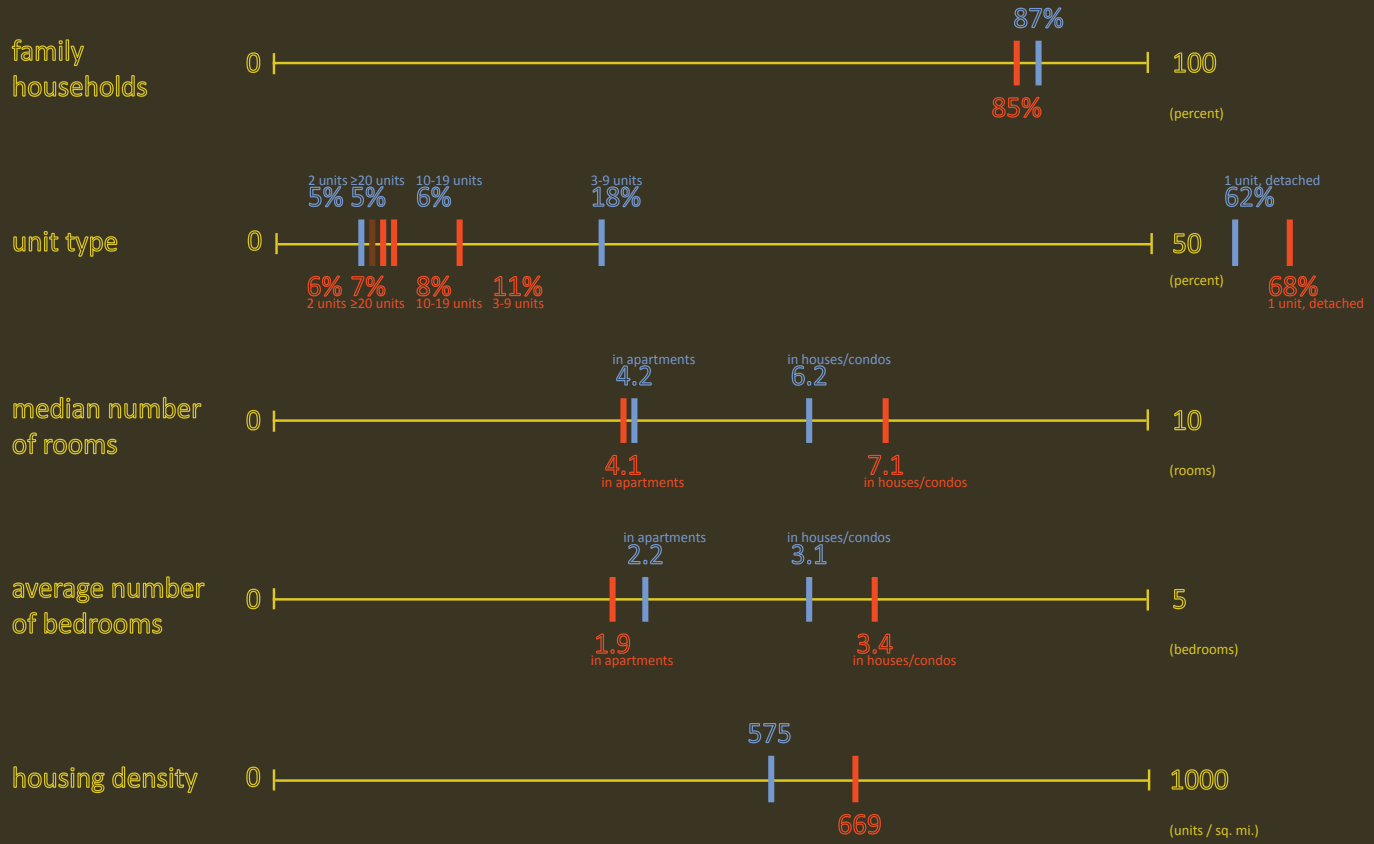 87%
family
households
0
100
85%
(percent)
2 units ≥20 units 10-19 units 3-9 units 1 unit, detached
5% 5% 6% 18% 62%
unit type
0
50
(percent)
6% 7% 8% 11% 68%
2 units ≥20 units 10-19 units 3-9 units 1 unit, detached
in apartments in houses/condos
4.2 6.2
median number
of rooms
0
10
4.1 7.1
in apartments in houses/condos
(rooms)
in apartments in houses/condos
2.2 3.1
average number
of bedrooms
0
5
1.9 3.4
in apartments in houses/condos
(bedrooms)
575
housing density
0
1000
669
(units / sq. mi.)